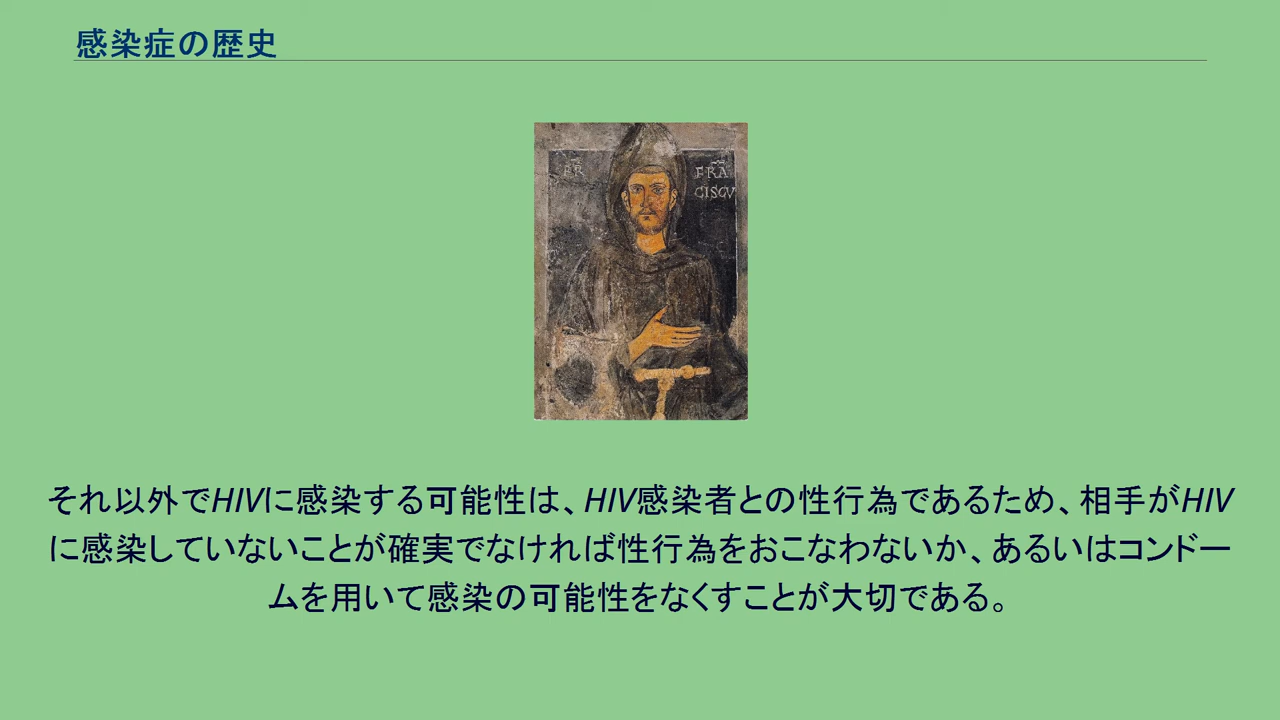 感染症の歴史
FR
FRA
CISCV
それ以外でHIVに感染する可能性は、HIV感染者との性行為であるため、相手がHIV
に感染していないことが確実でなければ性行為をおこなわないか、あるいはコンドー
ムを用いて感染の可能性をなくすことが大切である。